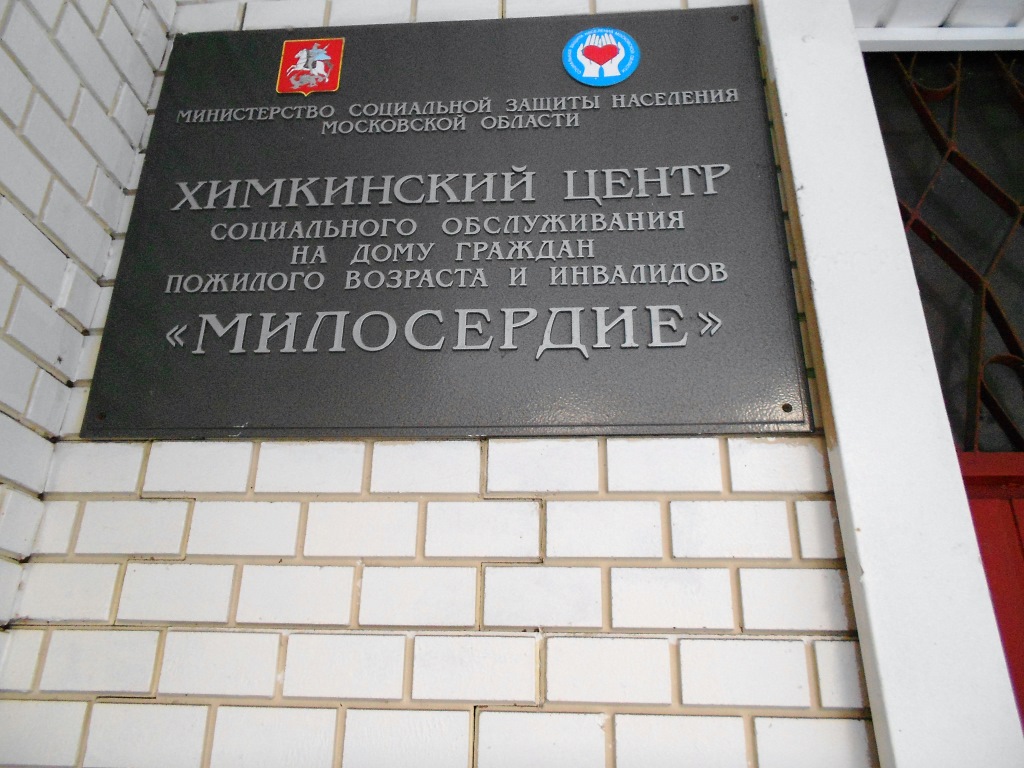 МИНИСТЕРСТВО СОЦИАЛЬНОЙ ЗАЩИТЫ НАСЕЛЕНИЯ
МОСКОВСКОЙ ОБЛАСТИ
ХИМКИНСКИЙ ЦЕНТР
СОЦИАЛЬНОГО ОБСЛУЖИВАНИЯ
НА ДОМУ ГРАЖДАН
ПОЖИЛОГО ВОЗРАСТА И ИНВАЛИДОВ
«МИЛОСЕРДИЕ»